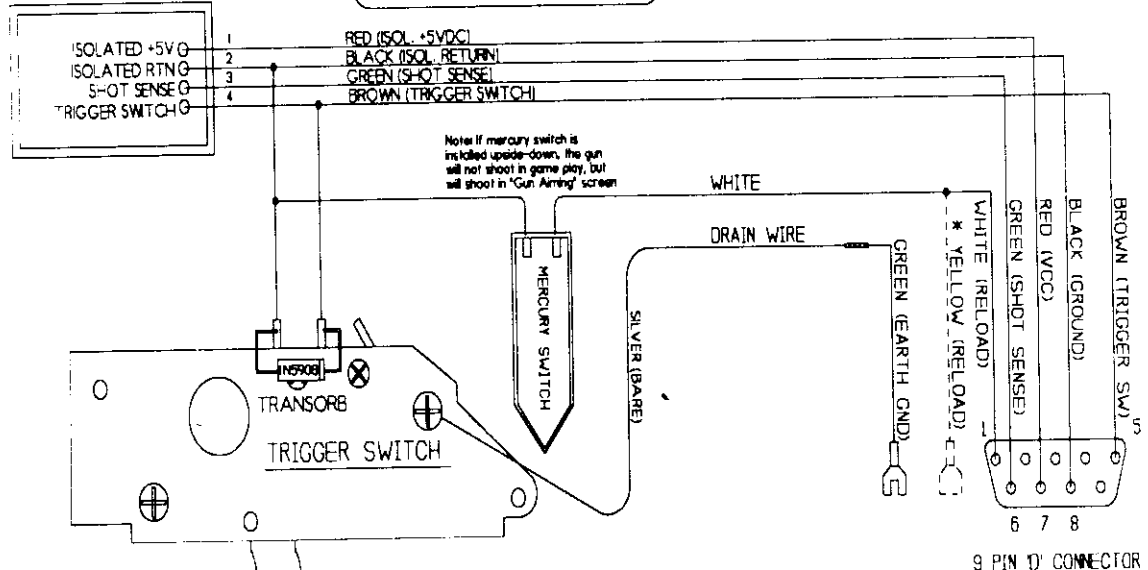 ISOLATED +5V 1 RED (ISOL. +5VDC)
ISOLATED RTN 2 BLACK (ISOL. RETURN)
SHOT SENSE 3 GREEN (SHOT SENSE)
TRIGGER SWITCH 4 BROWN (TRIGGER SWITCH)
Note: If mercury switch is
installed upside-down, the gun
will not shoot in game play, but
will shoot in "Gun Aiming" screen
WHITE
DRAIN WIRE
MERCURY SWITCH
SILVER (BARE)
GREEN (EARTH GND)
* YELLOW (RELOAD)
WHITE (RELOAD)
GREEN (SHOT SENSE)
RED (VCC)
BLACK (GROUND)
BROWN (TRIGGER SW)
1N5908
TRANSORB
TRIGGER SWITCH
1
5
6 7 8
9 PIN 'D' CONNECTOR